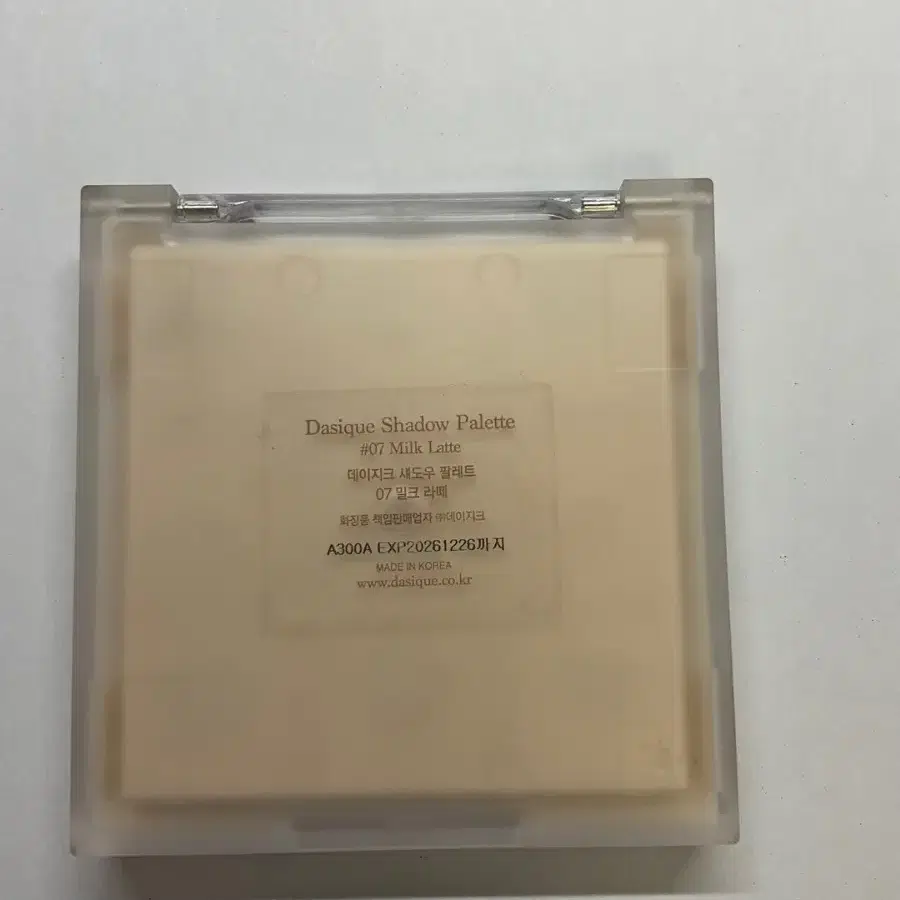 Dasique Shadow Palette
#07 Milk Latte
데이지크 섀도우 팔레트
07 밀크 라떼
화장품 책임판매업자 ㈜데이지크
A300A EXP20261226까지
MADE IN KOREA
www.dasique.co.kr